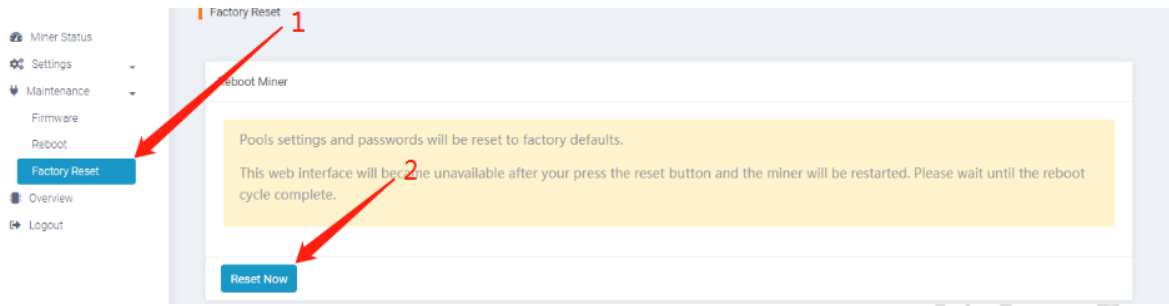 Factory Reset
1
Miner Status
Settings
Maintenance
Firmware
Reboot
Factory Reset
Overview
Logout
Reboot Miner
Pools settings and passwords will be reset to factory defaults.
This web interface will become unavailable after your press the reset button and the miner will be restarted. Please wait until the reboot
cycle complete.
2
Reset Now